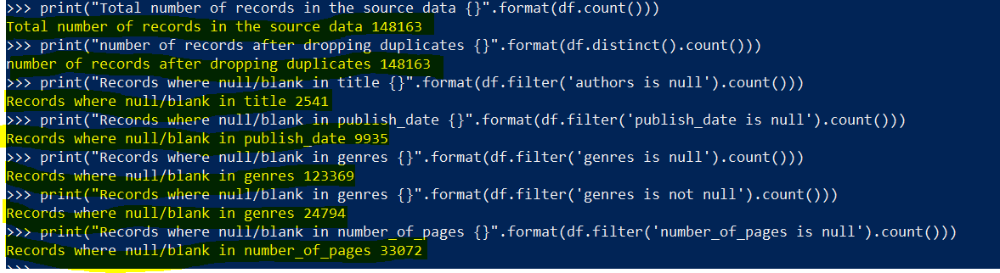 >>> print("Total number of records in the source data {}".format(df.count()))
Total number of records in the source data 148163
>>> print("number of records after dropping duplicates {}".format(df.distinct().count()))
number of records after dropping duplicates 148163
>>> print("Records where null/blank in title {}".format(df.filter('authors is null').count()))
Records where null/blank in title 2541
>>> print("Records where null/blank in publish_date {}".format(df.filter('publish_date is null').count()))
Records where null/blank in publish_date 9935
>>> print("Records where null/blank in genres {}".format(df.filter('genres is null').count()))
Records where null/blank in genres 123369
>>> print("Records where null/blank in genres {}".format(df.filter('genres is not null').count()))
Records where null/blank in genres 24794
>>> print("Records where null/blank in number_of_pages {}".format(df.filter('number_of_pages is null').count()))
Records where null/blank in number_of_pages 33072
>>>